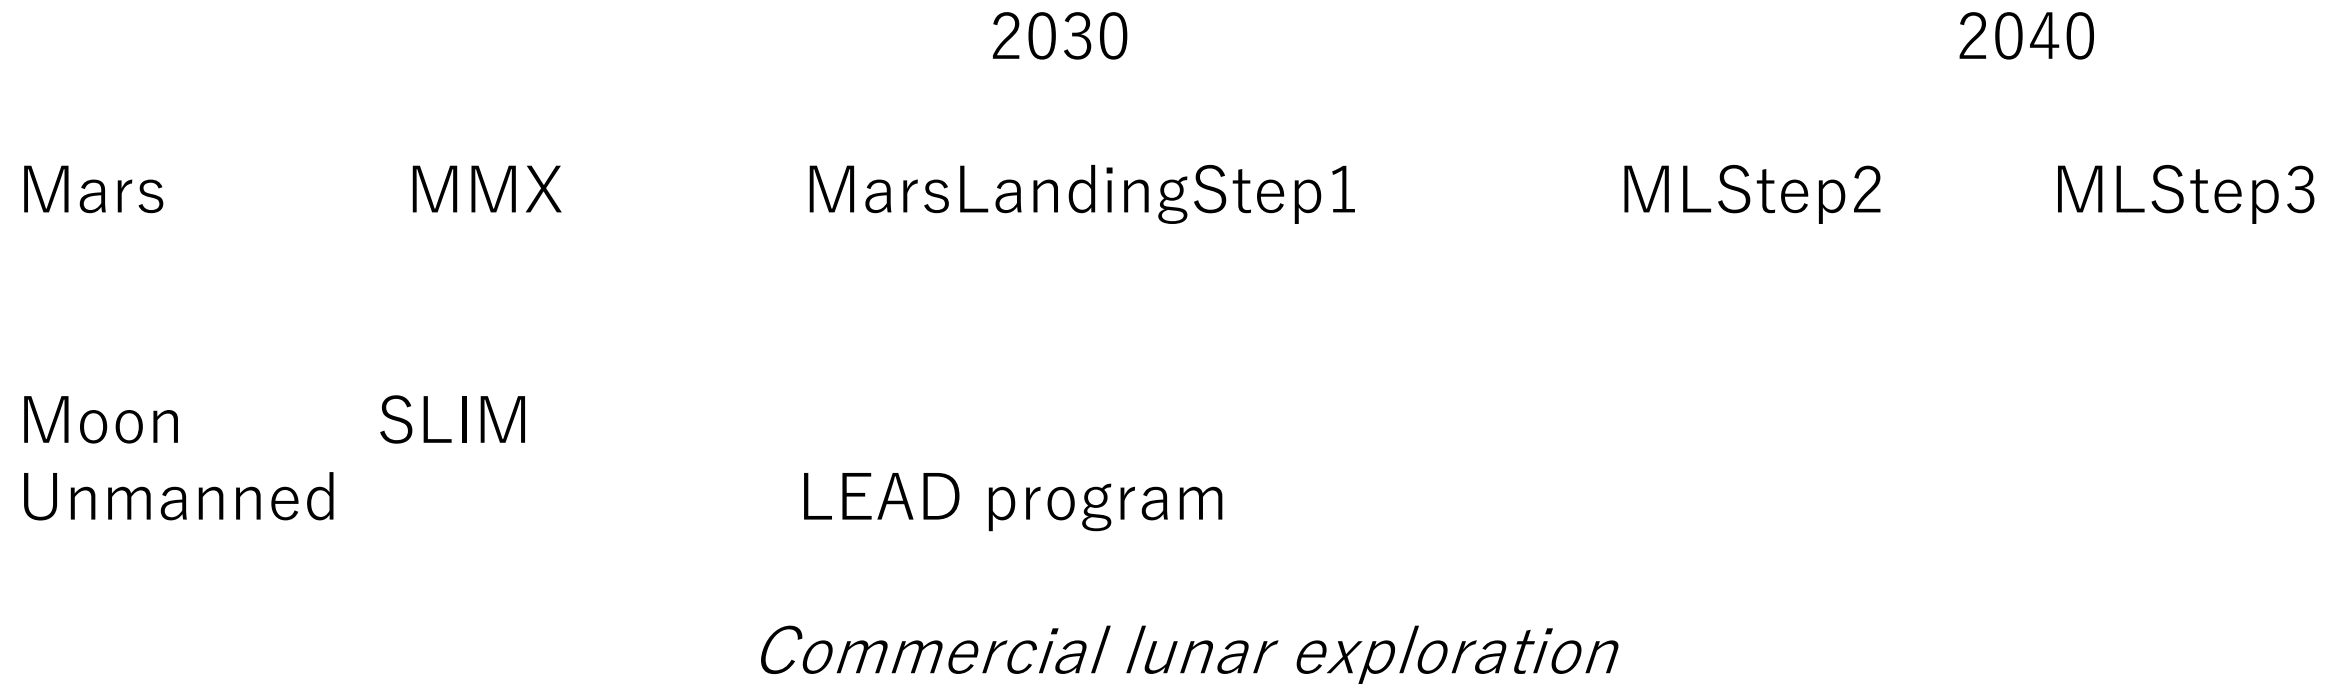 2030 2040
Mars MMX MarsLandingStep1 MLStep2 MLStep3
Moon SLIM
Unmanned LEAD program
Commercial lunar exploration